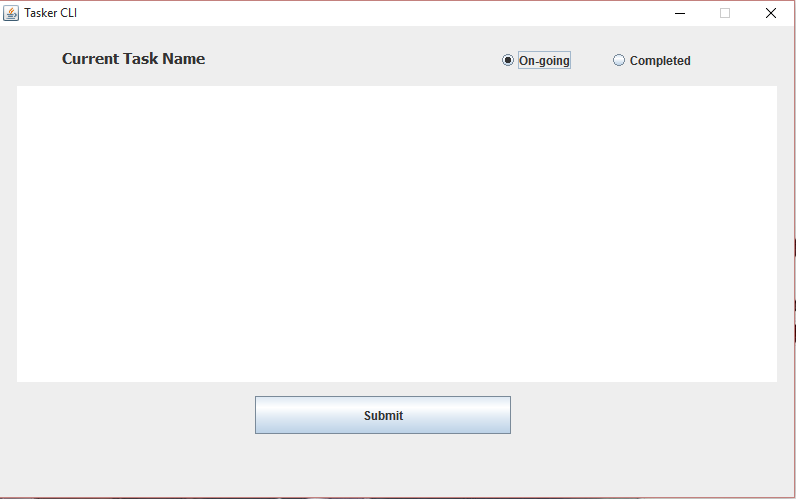 Tasker CLI
Current Task Name
On-going
Completed
Submit